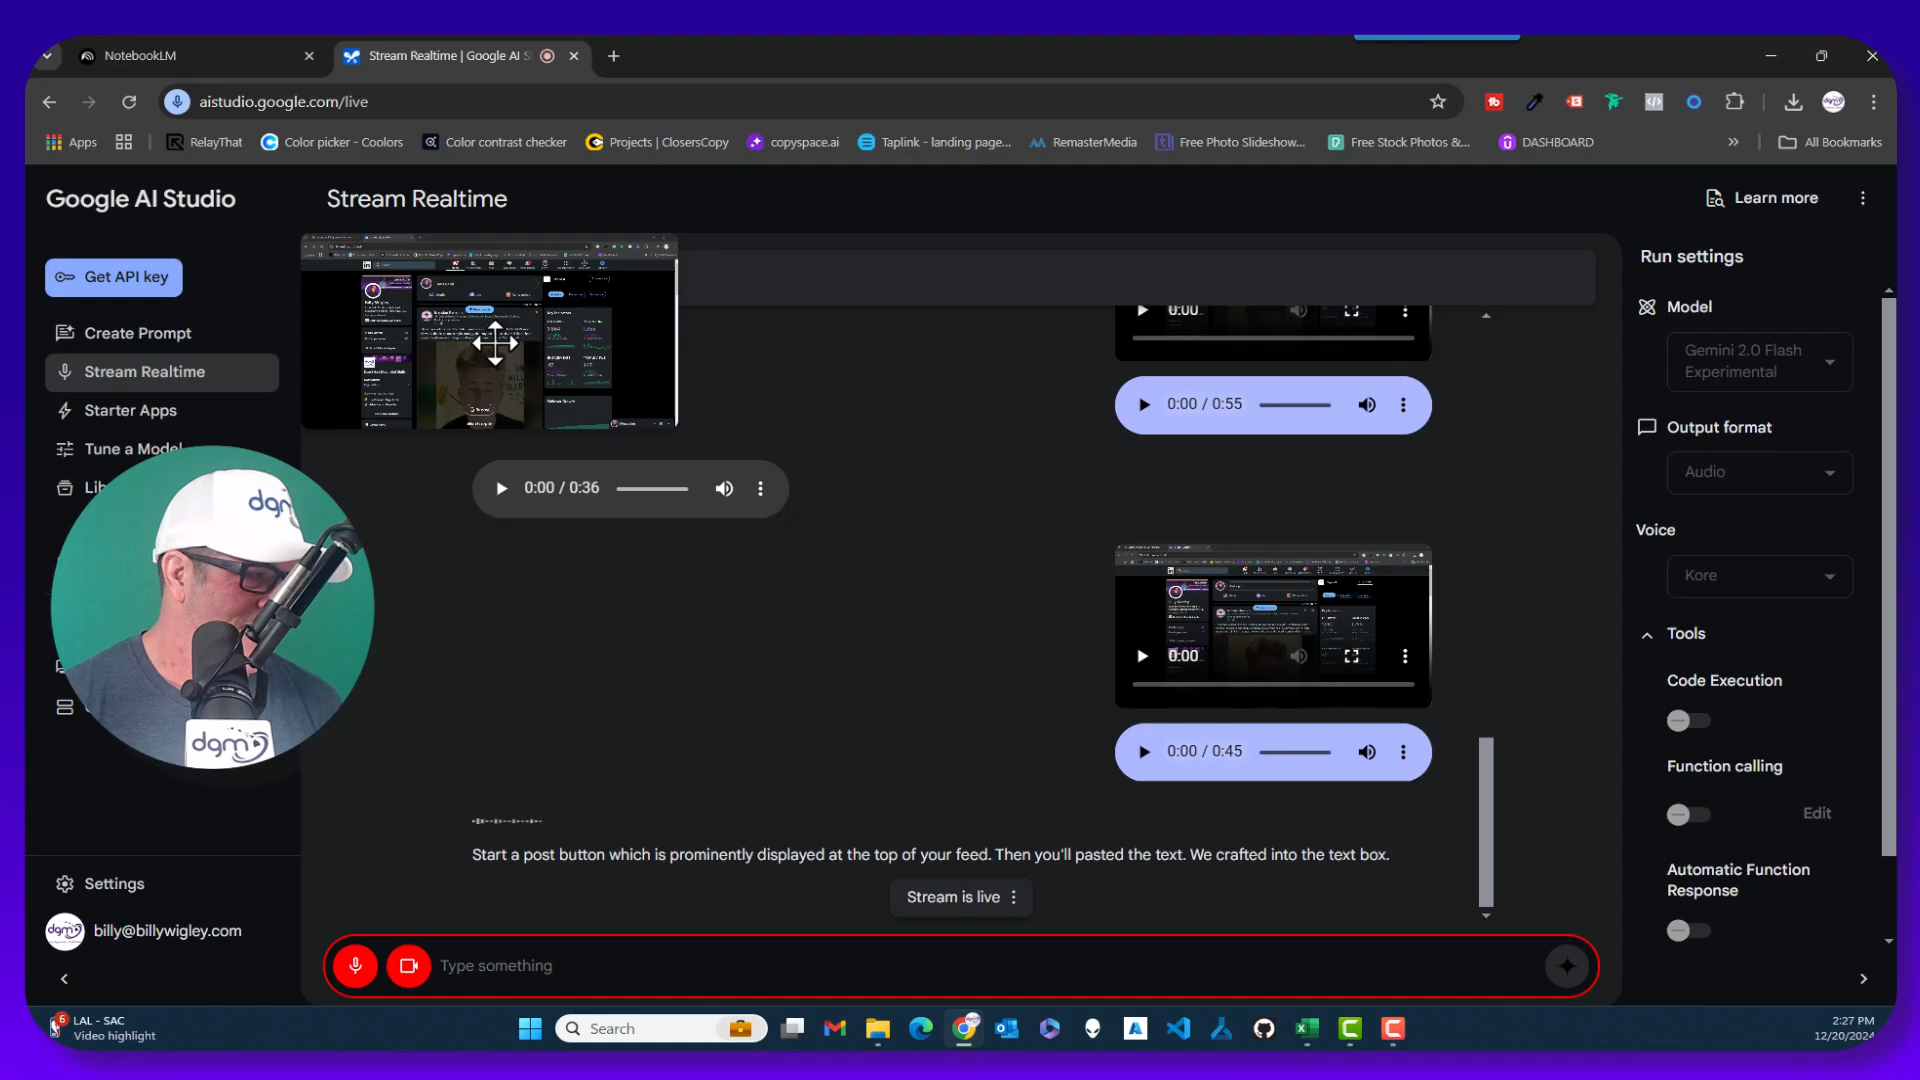 NotebookLM
Stream Realtime | Google AI S
aistudio.google.com/live
Apps
RelayThat
Color picker - Coolors
Color contrast checker
Projects | ClosersCopy
copyspace.ai
Taplink - landing page...
RemasterMedia
Free Photo Slideshow...
Free Stock Photos &...
DASHBOARD
All Bookmarks
Google AI Studio
Stream Realtime
Learn more
Get API key
Run settings
Create Prompt
Model
0:00
Gemini 2.0 Flash
Experimental
Stream Realtime
Starter Apps
0:00 / 0:55
Output format
Tune a Model
Audio
Lib
0:00 / 0:36
dgm
Voice
Kore
Tools
0:00
Code Execution
dgm
0:00 / 0:45
Function calling
Edit
Start a post button which is prominently displayed at the top of your feed. Then you'll pasted the text. We crafted into the text box.
Automatic Function
Response
Settings
Stream is live
dgm
billy@billywigley.com
Type something
6
LAL - SAC
Video highlight
Search
2:27 PM
12/20/2024